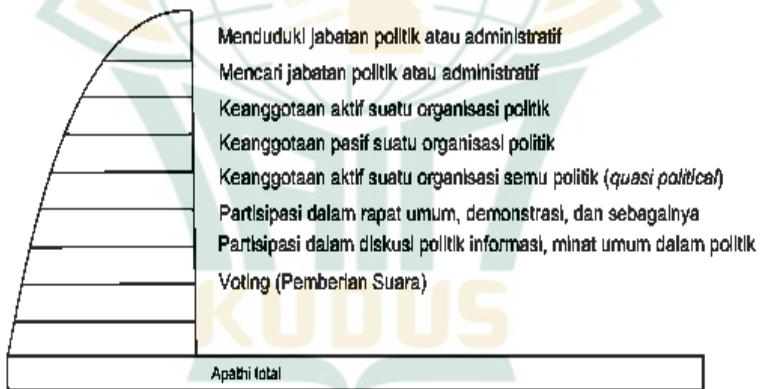 Menduduki jabatan politik atau administratif
Mencari jabatan politik atau administratif
Keanggotaan aktif suatu organisasi politik
Keanggotaan pasif suatu organisasi politik
Keanggotaan aktif suatu organisasi semu politik (quasi political)
Partisipasi dalam rapat umum, demonstrasi, dan sebagainya
Partisipasi dalam diskusi politik informasi, minat umum dalam politik
Voting (Pemberian Suara)
KUDUS
Apathi total